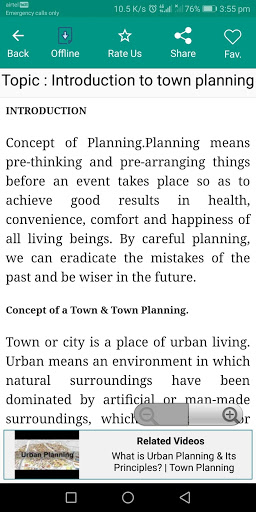 airtel
Emergency calls only
10.5 K/s
76%
3:55 pm
Back
Offline
Rate Us
Share
Fav.
Topic : Introduction to town planning
INTRODUCTION
Concept of Planning.Planning means
pre-thinking and pre-arranging things
before an event takes place so as to
achieve good results in health,
convenience, comfort and happiness of
all living beings. By careful planning,
we can eradicate the mistakes of the
past and be wiser in the future.
Concept of a Town & Town Planning.
Town or city is a place of urban living.
Urban means an environment in which
natural surroundings have been
dominated by artificial or man-made
surroundings, which or
Urban Planning
Related Videos
What is Urban Planning & Its
Principles? | Town Planning